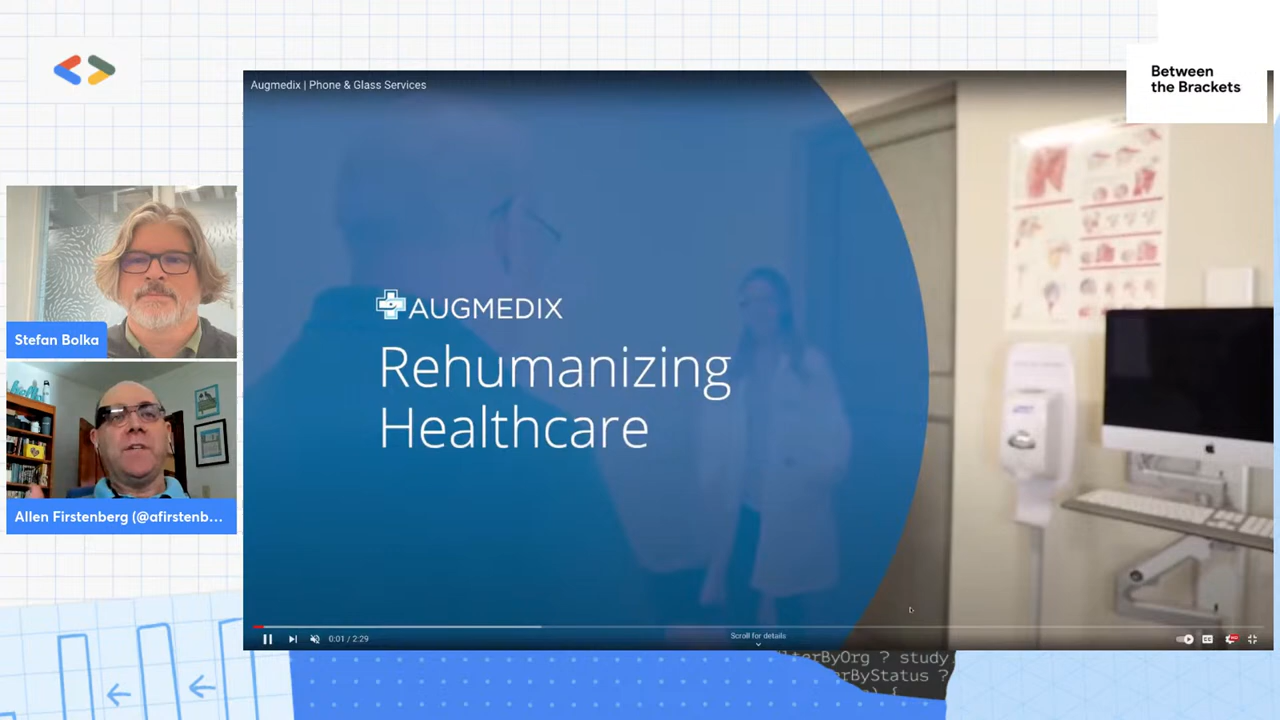 Between
the Brackets
Augmedix | Phone & Glass Services
AUGMEDIX
Rehumanizing
Healthcare
Stefan Bolka
Allen Firstenberg (@afirstenb...
0:01 / 2:29
Scroll for details
terByOrg ? study
rByStatus ?
) {